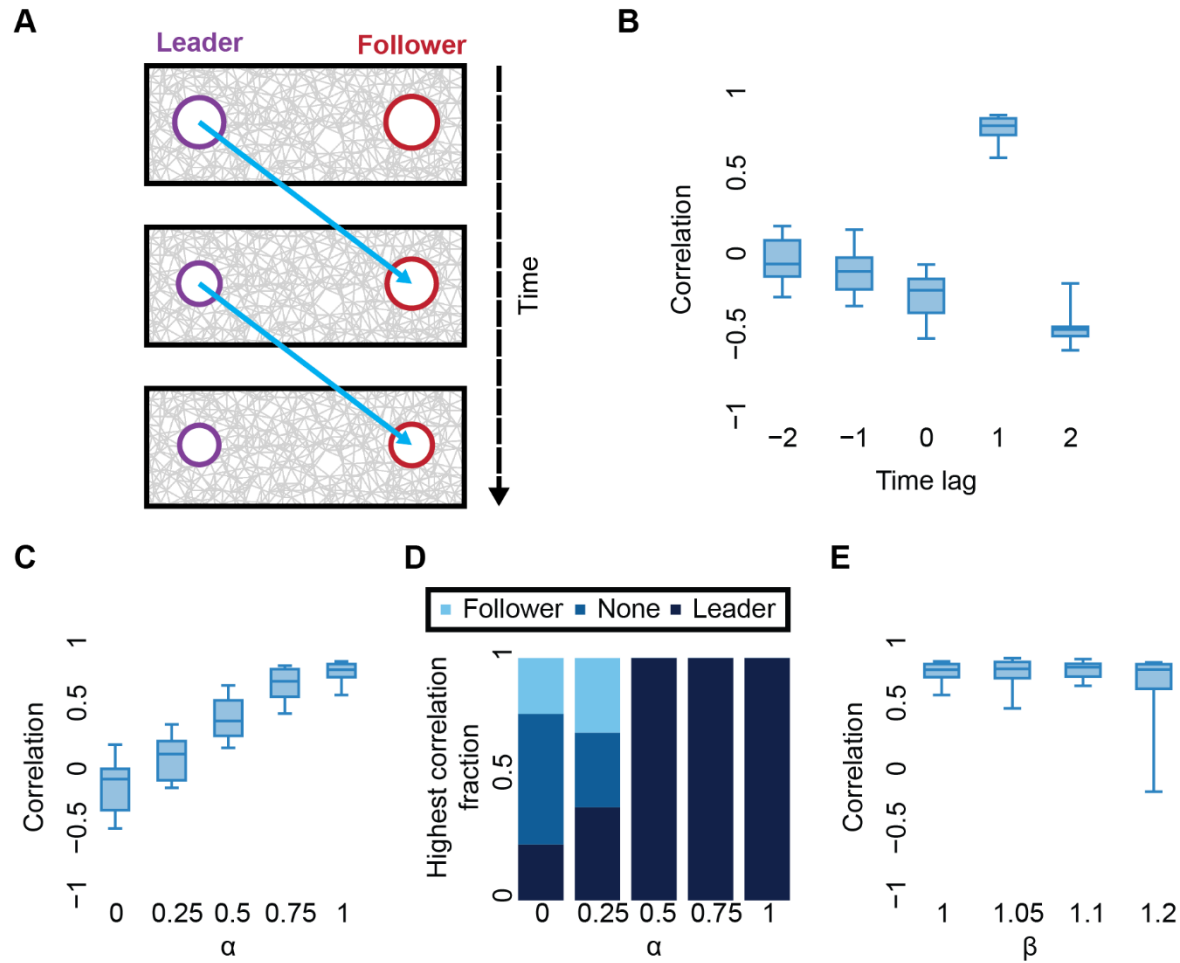 A
Leader
Follower
Time
B
Correlation
1
0.5
0
−0.5
−1
−2
−1
0
1
2
Time lag
C
Correlation
1
0.5
0
−0.5
−1
0
0.25
0.5
0.75
1
α
D
Follower
None
Leader
Highest correlation
fraction
1
0.5
0
0
0.25
0.5
0.75
1
α
E
Correlation
1
0.5
0
−0.5
−1
1
1.05
1.1
1.2
β